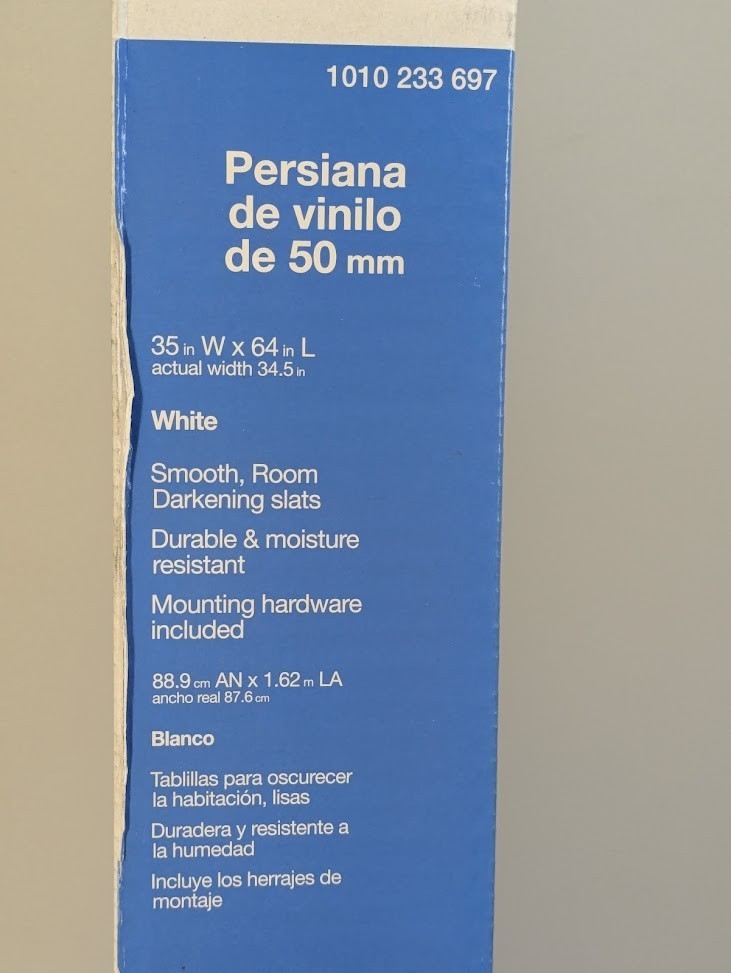 1010 233 697
Persiana
de vinilo
de 50 mm
35 in W x 64 in L
actual width 34.5 in
White
Smooth, Room
Darkening slats
Durable & moisture
resistant
Mounting hardware
included
88.9 cm AN x 1.62 m LA
ancho real 87.6 cm
Blanco
Tablillas para oscurecer
la habitación, lisas
Duradera y resistente a
la humedad
Incluye los herrajes de
montaje